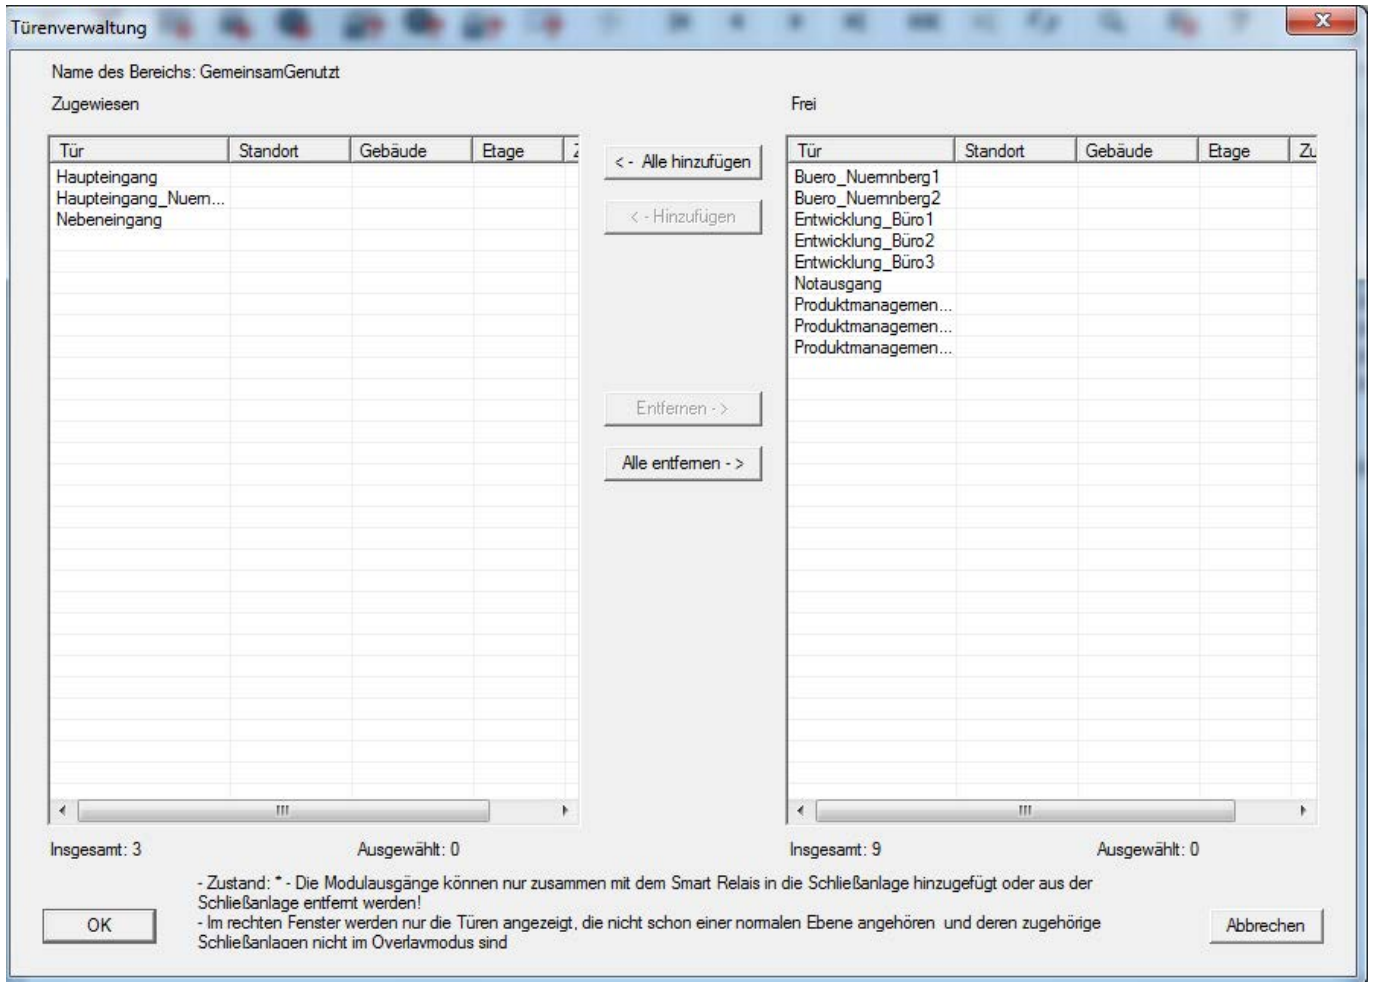 Türenverwaltung
Name des Bereichs: GemeinsamGenutzt
Zugewiesen
Frei
Tür Standort Gebäude Etage Z
Haupteingang
Haupteingang_Nuern...
Nebeneingang
<- Alle hinzufügen
<- Hinzufügen
Entfernen ->
Alle entfernen ->
Tür Standort Gebäude Etage Zu
Buero_Nuernnberg1
Buero_Nuernnberg2
Entwicklung_Büro1
Entwicklung_Büro2
Entwicklung_Büro3
Notausgang
Produktmanagemen...
Produktmanagemen...
Produktmanagemen...
Insgesamt: 3 Ausgewählt: 0
Insgesamt: 9 Ausgewählt: 0
- Zustand: * - Die Modulausgänge können nur zusammen mit dem Smart Relais in die Schließanlage hinzugefügt oder aus der
Schließanlage entfernt werden!
- Im rechten Fenster werden nur die Türen angezeigt, die nicht schon einer normalen Ebene angehören und deren zugehörige
Schließanlagen nicht im Overlaymodus sind
OK
Abbrechen